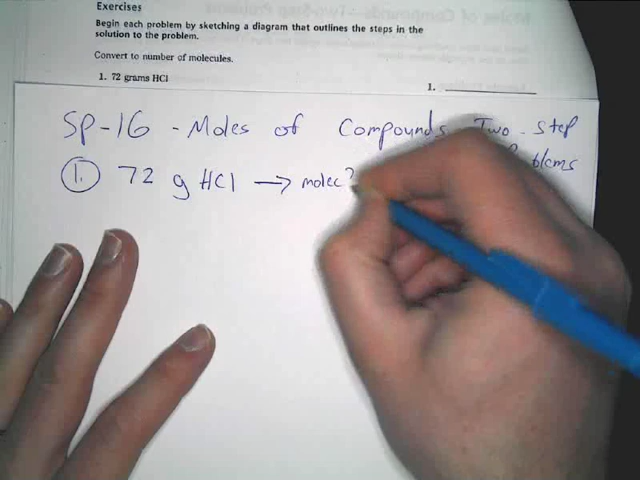 Exercises
Begin each problem by sketching a diagram that outlines the steps in the
solution to the problem.
Convert to number of molecules.
1. 72 grams HCl
1.
SP-16 - Moles of Compounds Two-Step
blems
1. 72 g HCl → molec?